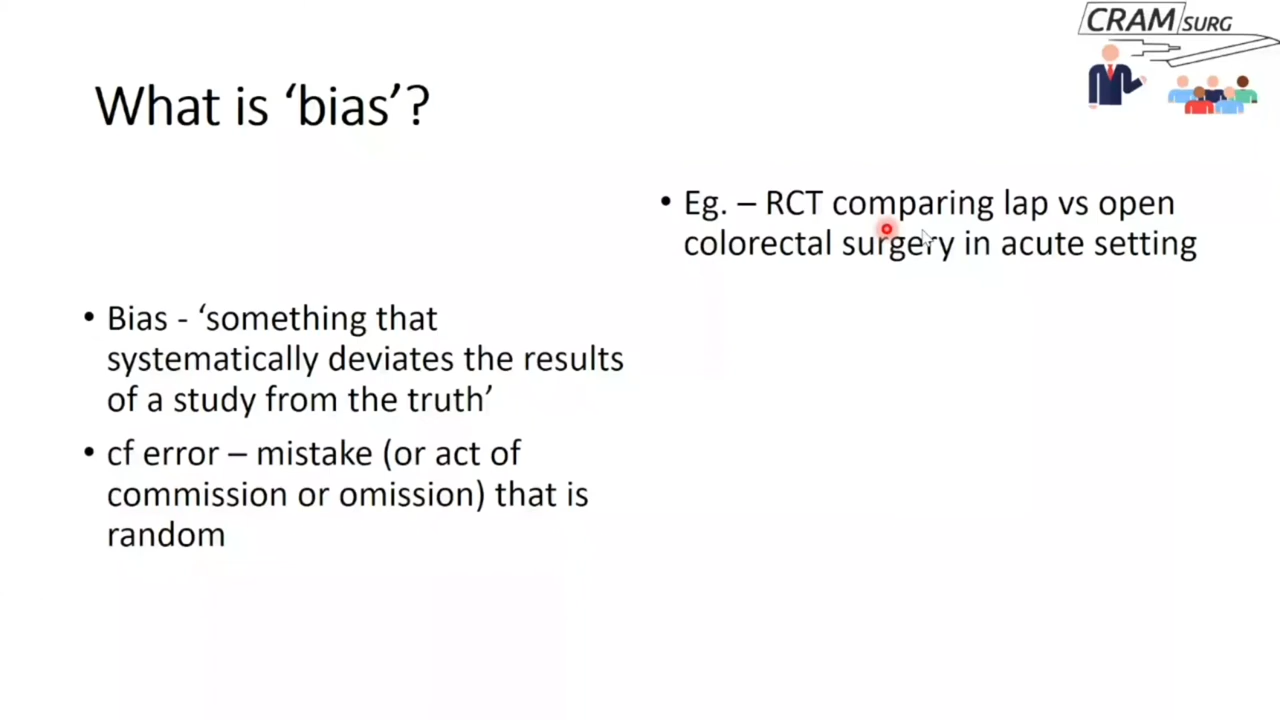 CRAM SURG
What is ‘bias’?
• Eg. – RCT comparing lap vs open
colorectal surgery in acute setting
• Bias - ‘something that
systematically deviates the results
of a study from the truth’
• cf error – mistake (or act of
commission or omission) that is
random